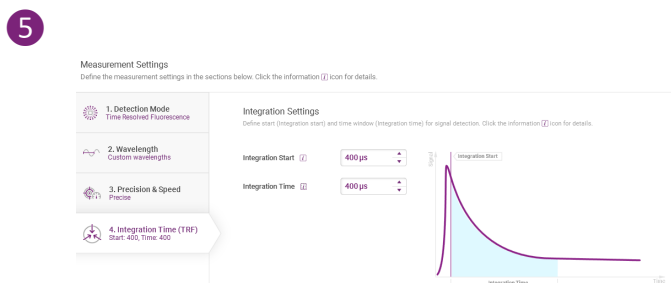 5
Measurement Settings
Define the measurement settings in the sections below. Click the information i icon for details.
1. Detection Mode
Time Resolved Fluorescence
2. Wavelength
Custom wavelengths
3. Precision & Speed
Precise
4. Integration Time (TRF)
Start: 400, Time: 400
Integration Settings
Define start (Integration start) and time window (Integration time) for signal detection. Click the information i icon for details.
Integration Start i 400 µs
Integration Time i 400 µs
Signal
Integration Start
Integration Time
Time